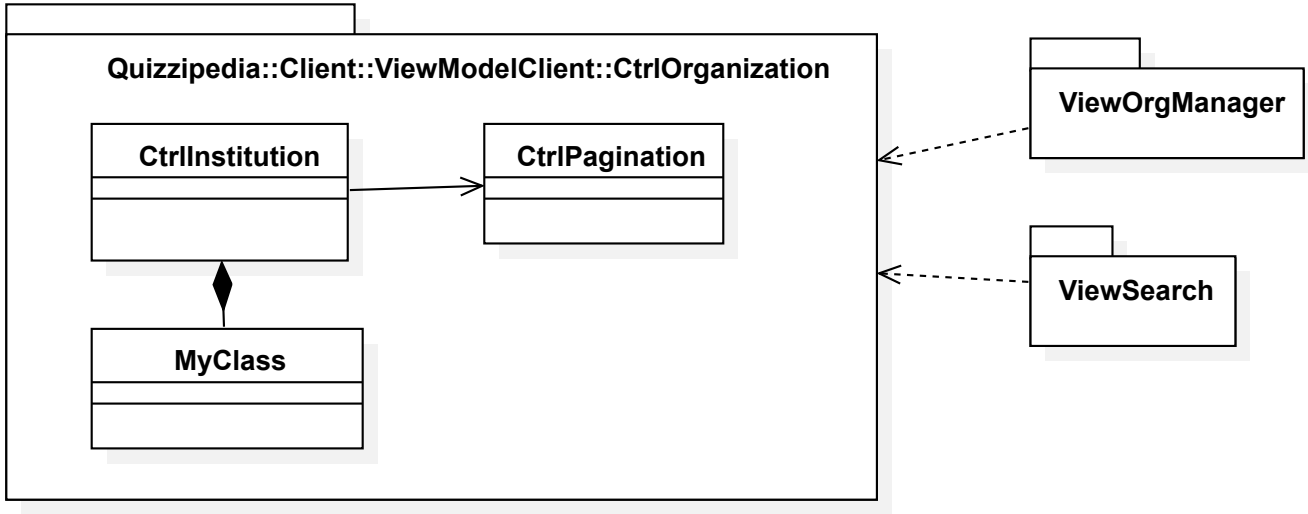 Quizzipedia::Client::ViewModelClient::CtrlOrganization
CtrlInstitution
CtrlPagination
MyClass
ViewOrgManager
ViewSearch